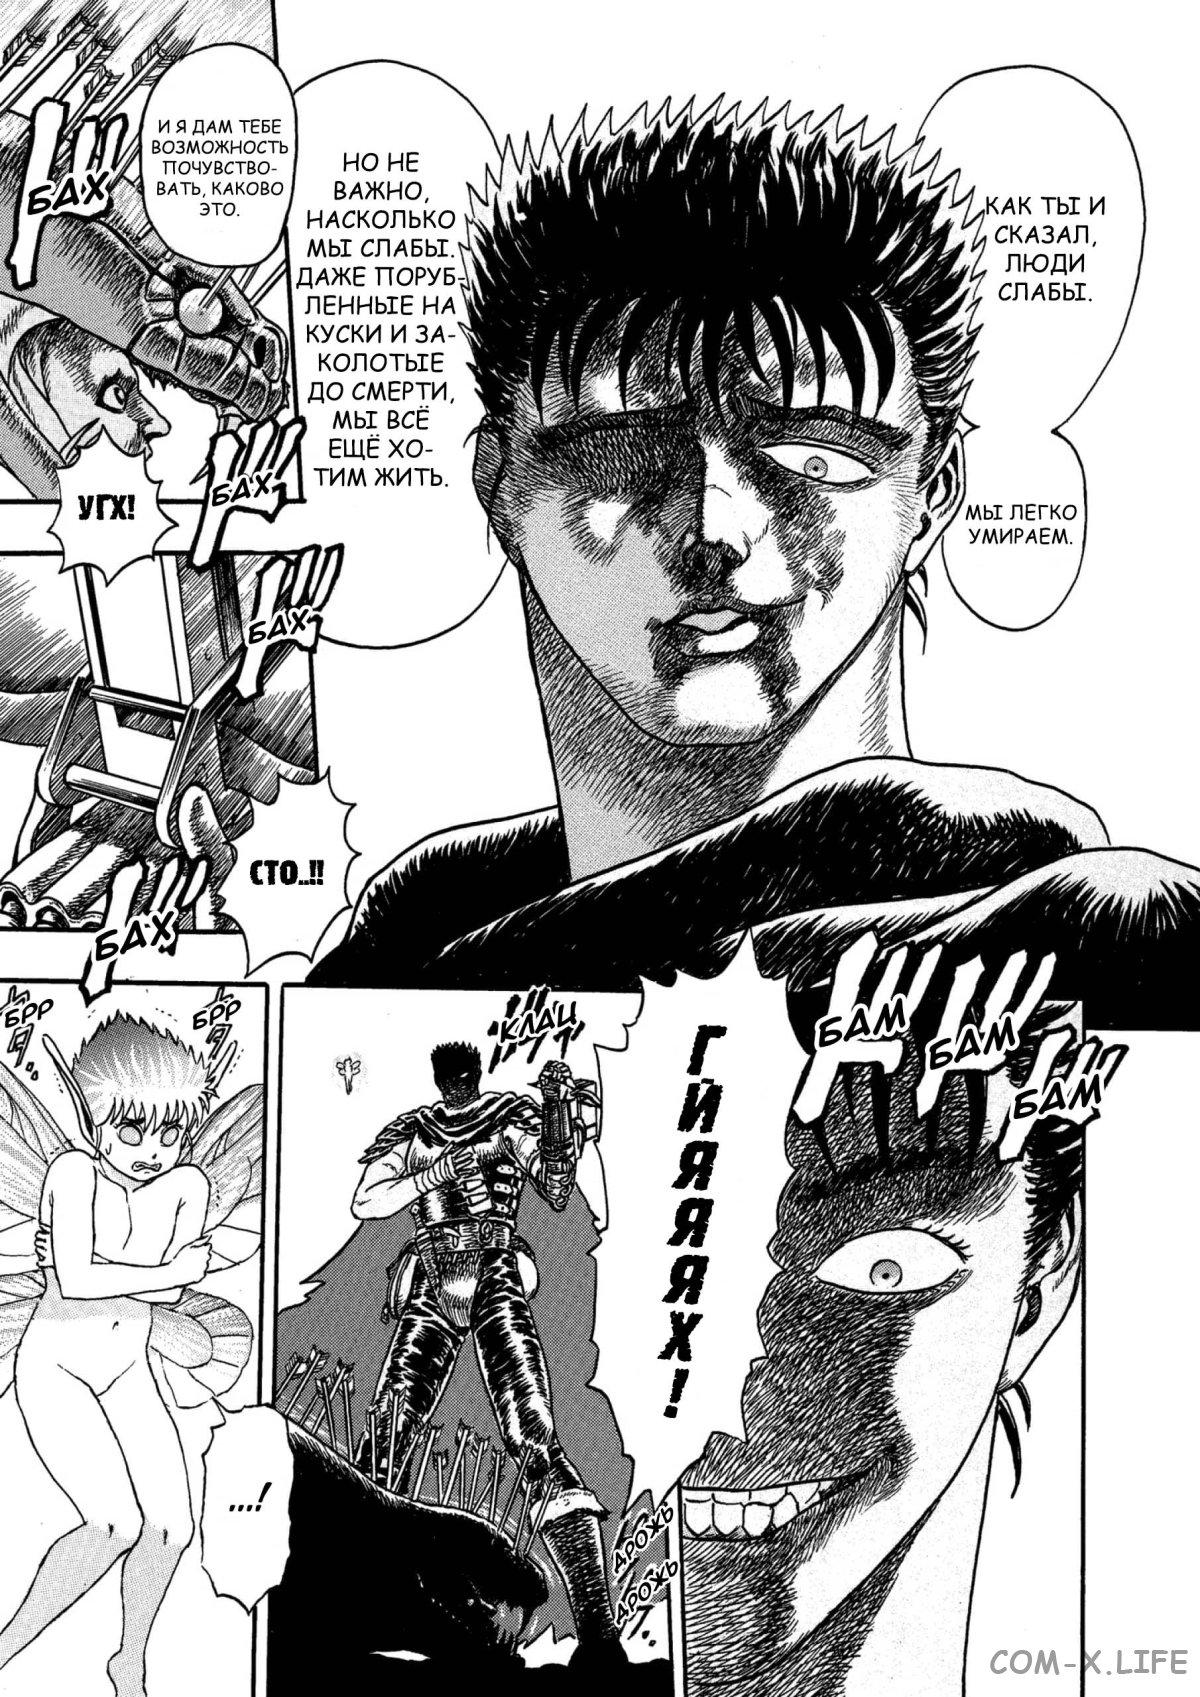 КАК ТЫ И
СКАЗАЛ,
ЛЮДИ
СЛАБЫ.
МЫ ЛЕГКО
УМИРАЕМ.
НО НЕ
ВАЖНО,
НАСКОЛЬКО
МЫ СЛАБЫ.
ДАЖЕ ПОРУБ-
ЛЕННЫЕ НА
КУСКИ И ЗА-
КОЛОТЫЕ
ДО СМЕРТИ,
МЫ ВСЁ
ЕЩЁ ХО-
ТИМ ЖИТЬ.
И Я ДАМ ТЕБЕ
ВОЗМОЖНОСТЬ
ПОЧУВСТВО-
ВАТЬ, КАКОВО
ЭТО.
БАХ
БАХ
УГХ!
БАХ
СТО..!!
БАХ
БАМ
БАМ
БАМ
ГЙЯЯЯХ!
КЛАЦ
ДРОЖЬ
ДРОЖЬ
БРР
БРР
....!
COM-X.LIFE